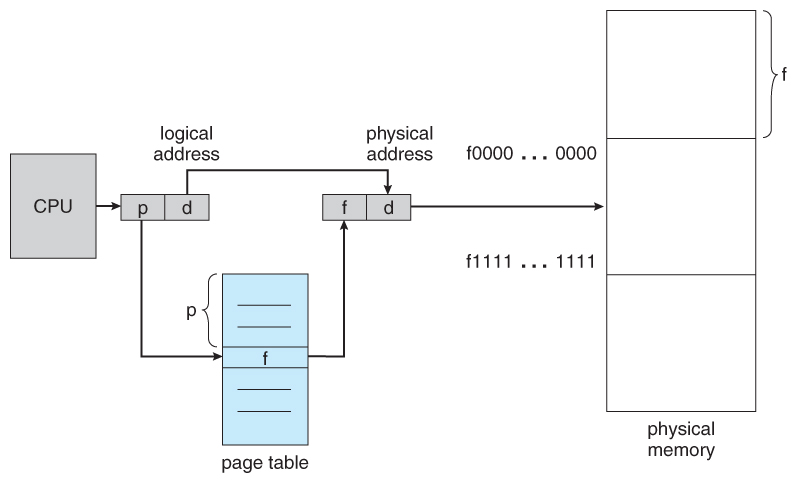 f
logical
address
physical
address
f0000 ... 0000
CPU
p
d
f
d
f1111 ... 1111
p
f
page table
physical
memory